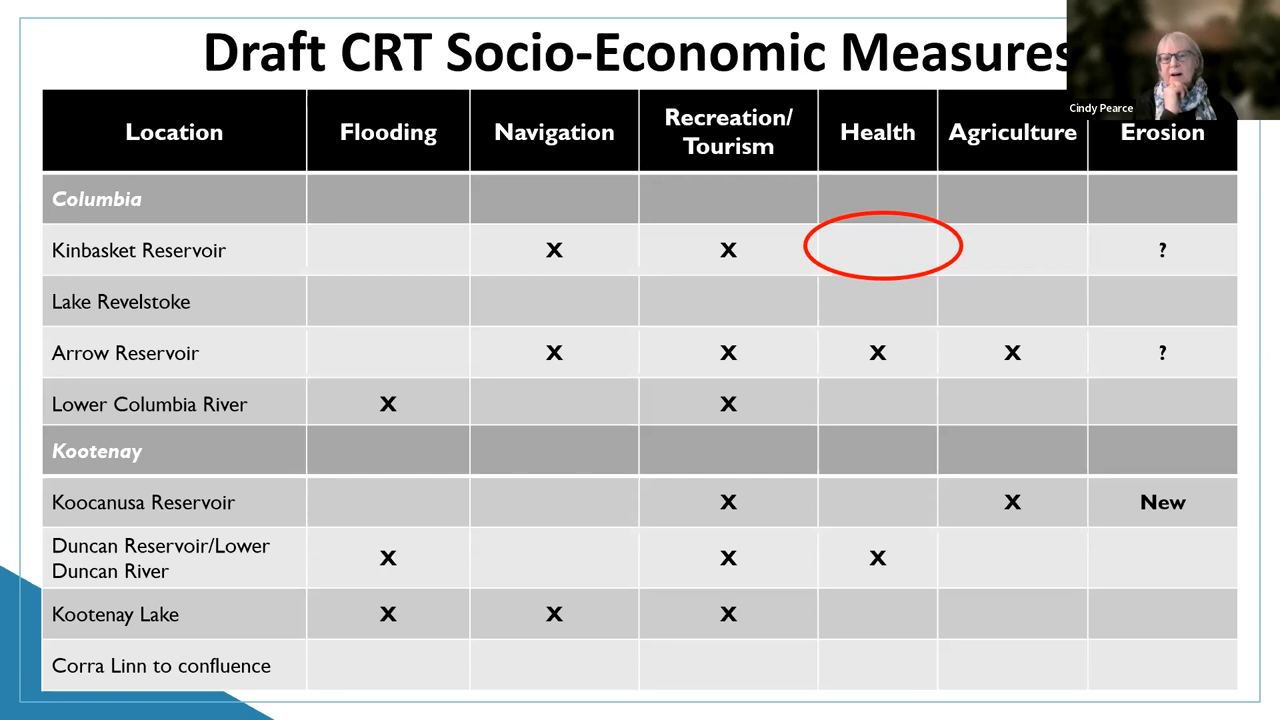 Draft CRT Socio-Economic Measures
Cindy Pearce
Location Flooding Navigation Recreation/ Tourism Health Agriculture Erosion
Columbia
Kinbasket Reservoir X X ?
Lake Revelstoke
Arrow Reservoir X X X X ?
Lower Columbia River X X
Kootenay
Koocanusa Reservoir X X New
Duncan Reservoir/Lower
Duncan River X X X
Kootenay Lake X X X
Corra Linn to confluence